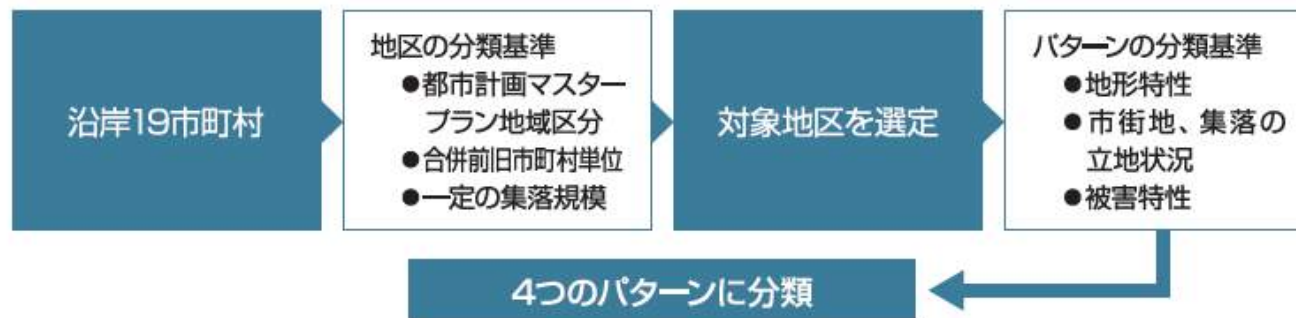 沿岸19市町村
地区の分類基準
●都市計画マスター
プラン地域区分
●合併前旧市町村単位
●一定の集落規模
対象地区を選定
パターンの分類基準
●地形特性
●市街地、集落の
立地状況
●被害特性
4つのパターンに分類